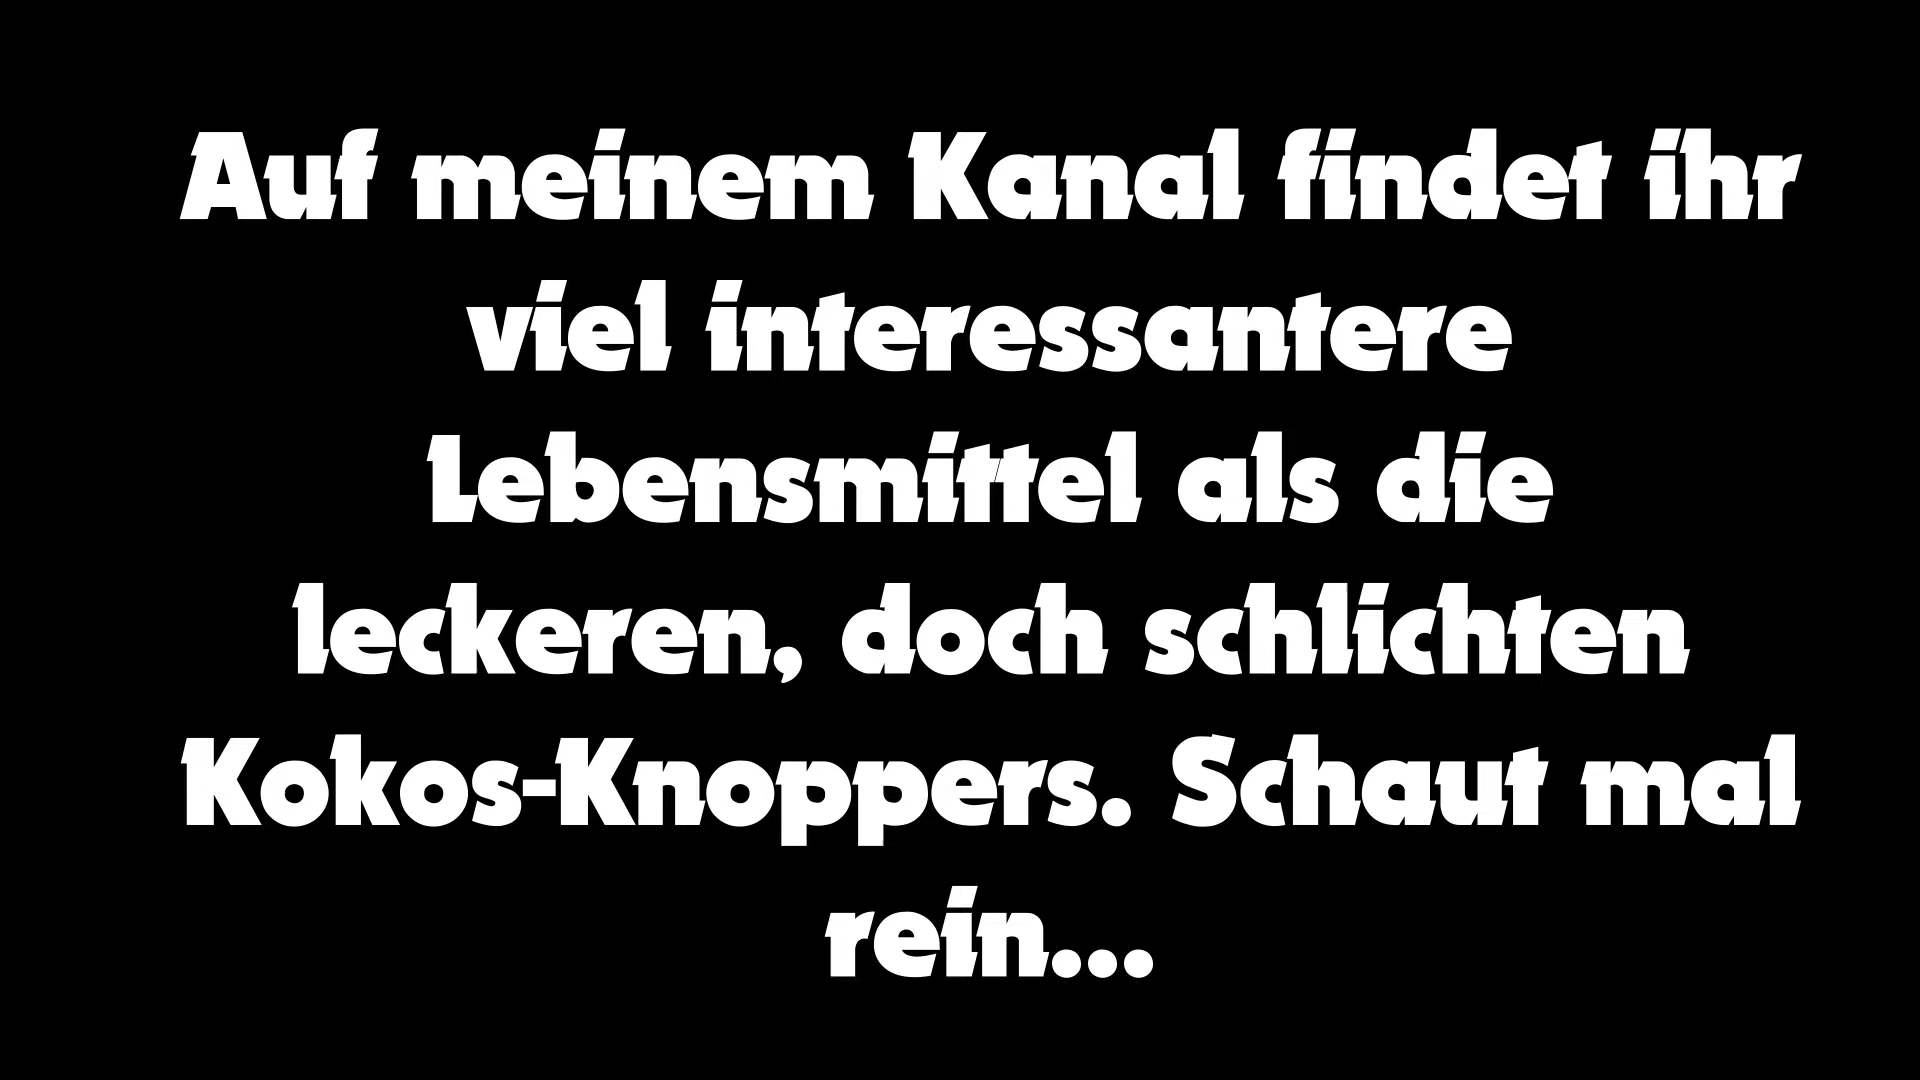 Auf meinem Kanal findet ihr
viel interessantere
Lebensmittel als die
leckeren, doch schlichten
Kokos-Knoppers. Schaut mal
rein...